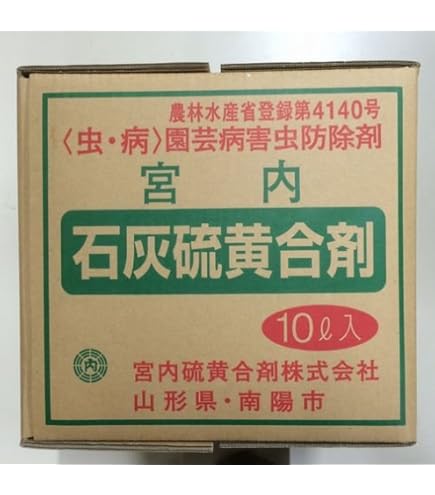 農林水産省登録第4140号
〈虫・病〉園芸病害虫防除剤
宮内
石灰硫黄合剤
10ℓ入
内
宮内硫黄合剤株式会社
山形県・南陽市